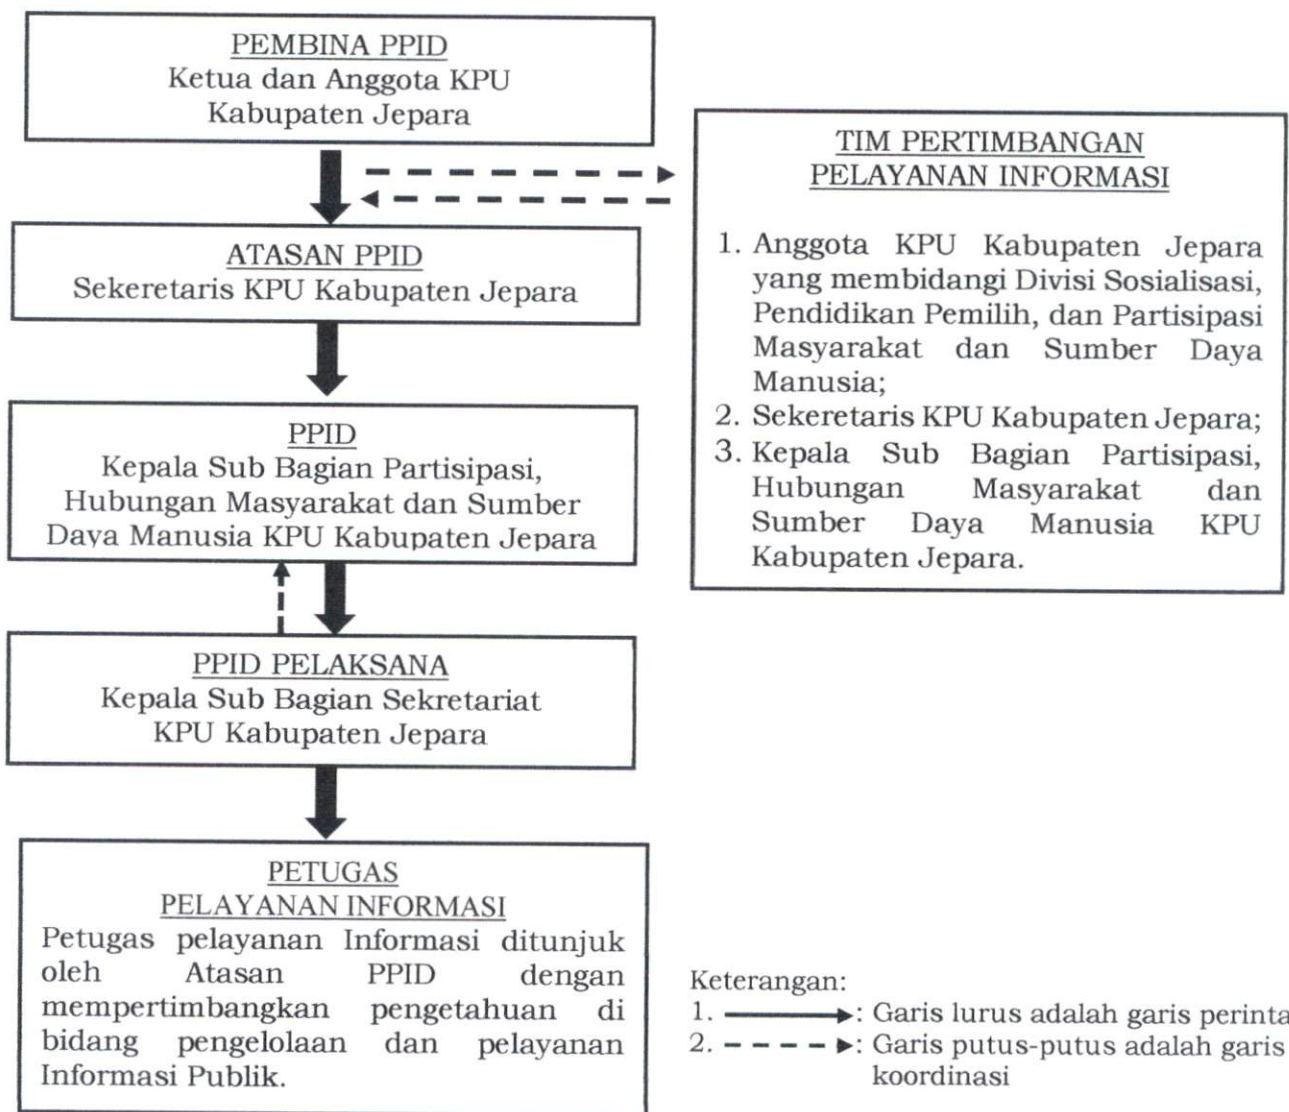 PEMBINA PPID
Ketua dan Anggota KPU
Kabupaten Jepara
TIM PERTIMBANGAN
PELAYANAN INFORMASI
1. Anggota KPU Kabupaten Jepara
yang membidangi Divisi Sosialisasi,
Pendidikan Pemilih, dan Partisipasi
Masyarakat dan Sumber Daya
Manusia;
2. Sekeretaris KPU Kabupaten Jepara;
3. Kepala Sub Bagian Partisipasi,
Hubungan Masyarakat dan
Sumber Daya Manusia KPU
Kabupaten Jepara.
ATASAN PPID
Sekeretaris KPU Kabupaten Jepara
PPID
Kepala Sub Bagian Partisipasi,
Hubungan Masyarakat dan Sumber
Daya Manusia KPU Kabupaten Jepara
PPID PELAKSANA
Kepala Sub Bagian Sekretariat
KPU Kabupaten Jepara
PETUGAS
PELAYANAN INFORMASI
Petugas pelayanan Informasi ditunjuk
oleh Atasan PPID dengan
mempertimbangkan pengetahuan di
bidang pengelolaan dan pelayanan
Informasi Publik.
Keterangan:
1. : Garis lurus adalah garis perinta
2. : Garis putus-putus adalah garis
koordinasi